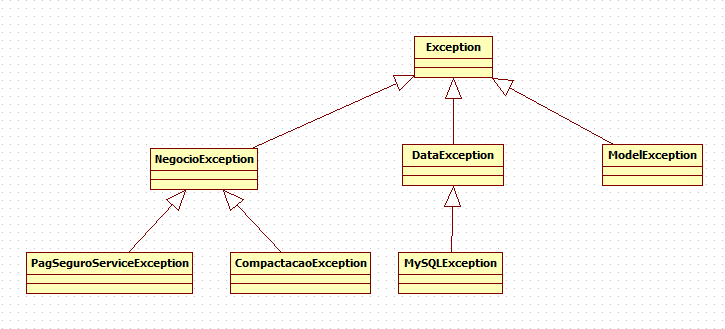 Exception
NegocioException
DataException
ModelException
PagSeguroServiceException
CompactacaoException
MySQLException